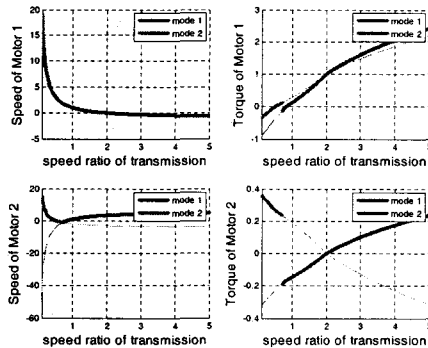 Speed of Motor 1
20
15
10
5
0
-5
1 2 3 4 5
speed ratio of transmission
mode 1
mode 2
Torque of Motor 1
3
2
1
0
-1
1 2 3 4
speed ratio of transmission
mode 1
mode 2
Speed of Motor 2
20
0
-20
-40
-60
1 2 3 4 5
speed ratio of transmission
mode 1
mode 2
Torque of Motor 2
0.4
0.2
0
-0.2
-0.4
1 2 3 4
speed ratio of transmission
mode 1
mode 2